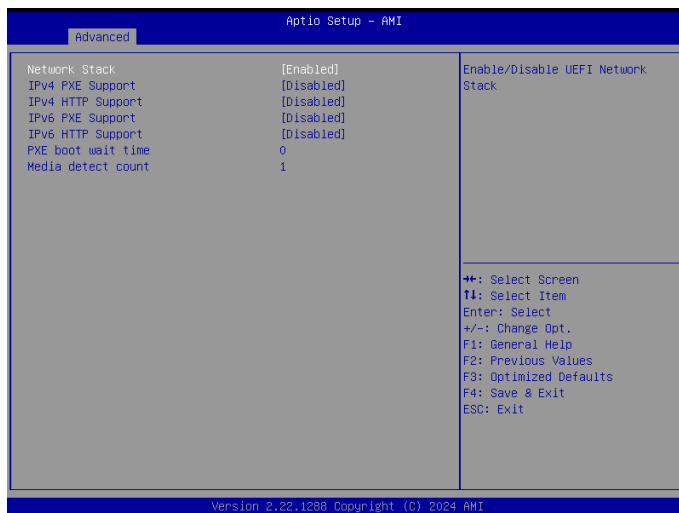 Aptio Setup – AMI
Advanced
Network Stack [Enabled]
IPv4 PXE Support [Disabled]
IPv4 HTTP Support [Disabled]
IPv6 PXE Support [Disabled]
IPv6 HTTP Support [Disabled]
PXE boot wait time 0
Media detect count 1
Enable/Disable UEFI Network
Stack
→←: Select Screen
↑↓: Select Item
Enter: Select
+/-: Change Opt.
F1: General Help
F2: Previous Values
F3: Optimized Defaults
F4: Save & Exit
ESC: Exit
Version 2.22.1288 Copyright (C) 2024 AMI